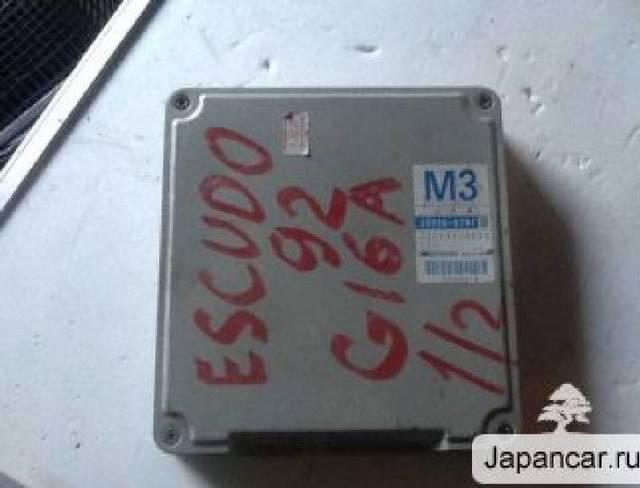 ESCUDO
92
G16A
1/2
M3
Japancar.ru